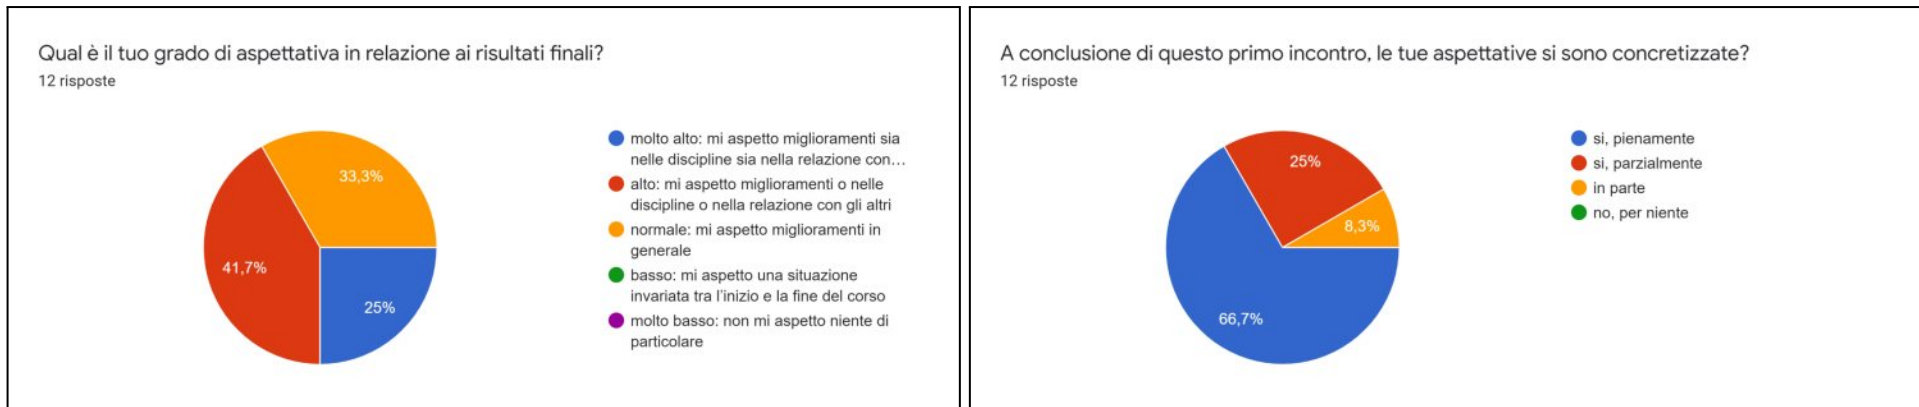 Qual è il tuo grado di aspettativa in relazione ai risultati finali?
12 risposte
33,3%
41,7%
25%
molto alto: mi aspetto miglioramenti sia
nelle discipline sia nella relazione con…
alto: mi aspetto miglioramenti o nelle
discipline o nella relazione con gli altri
normale: mi aspetto miglioramenti in
generale
basso: mi aspetto una situazione
invariata tra l'inizio e la fine del corso
molto basso: non mi aspetto niente di
particolare
A conclusione di questo primo incontro, le tue aspettative si sono concretizzate?
12 risposte
25%
8,3%
66,7%
si, pienamente
si, parzialmente
in parte
no, per niente